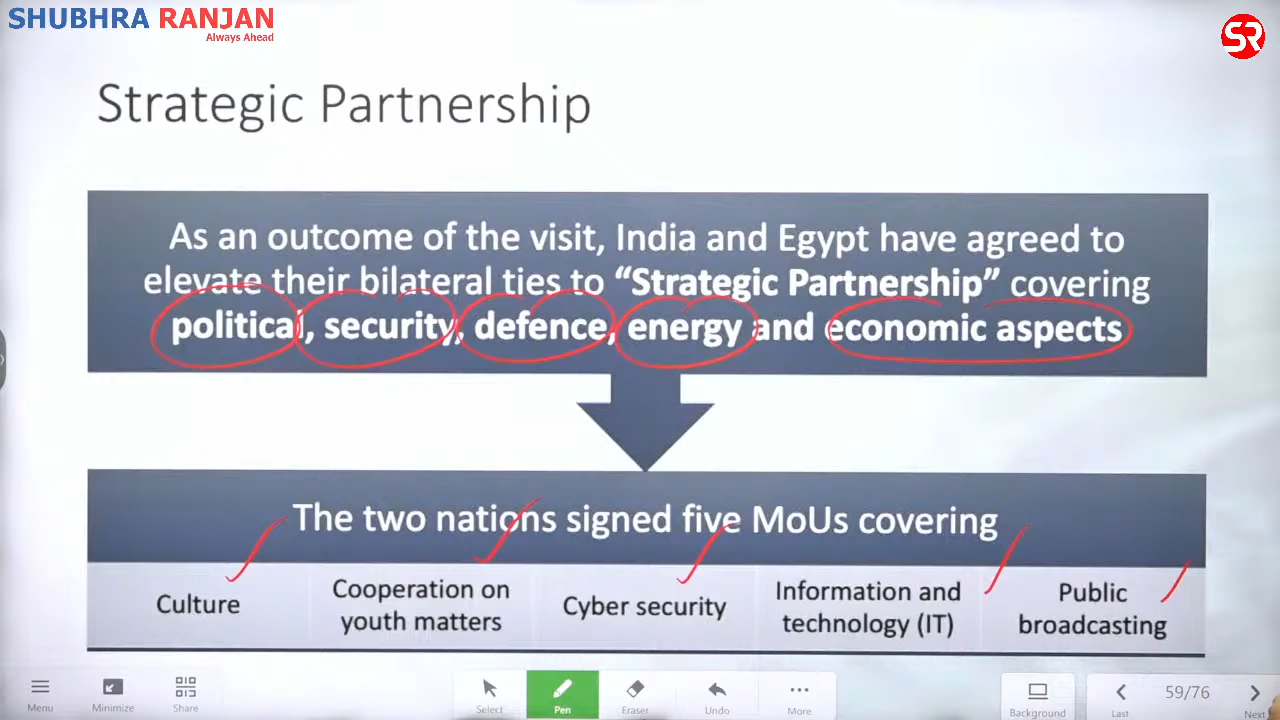 SHUBHRA RANJAN
Always Ahead
SR
Strategic Partnership
As an outcome of the visit, India and Egypt have agreed to
elevate their bilateral ties to “Strategic Partnership” covering
political, security, defence, energy and economic aspects
The two nations signed five MoUs covering
Culture
Cooperation on
youth matters
Cyber security
Information and
technology (IT)
Public
broadcasting
Menu
Minimize
Share
Select
Pen
Eraser
Undo
More
Background
Last
59/76
Next